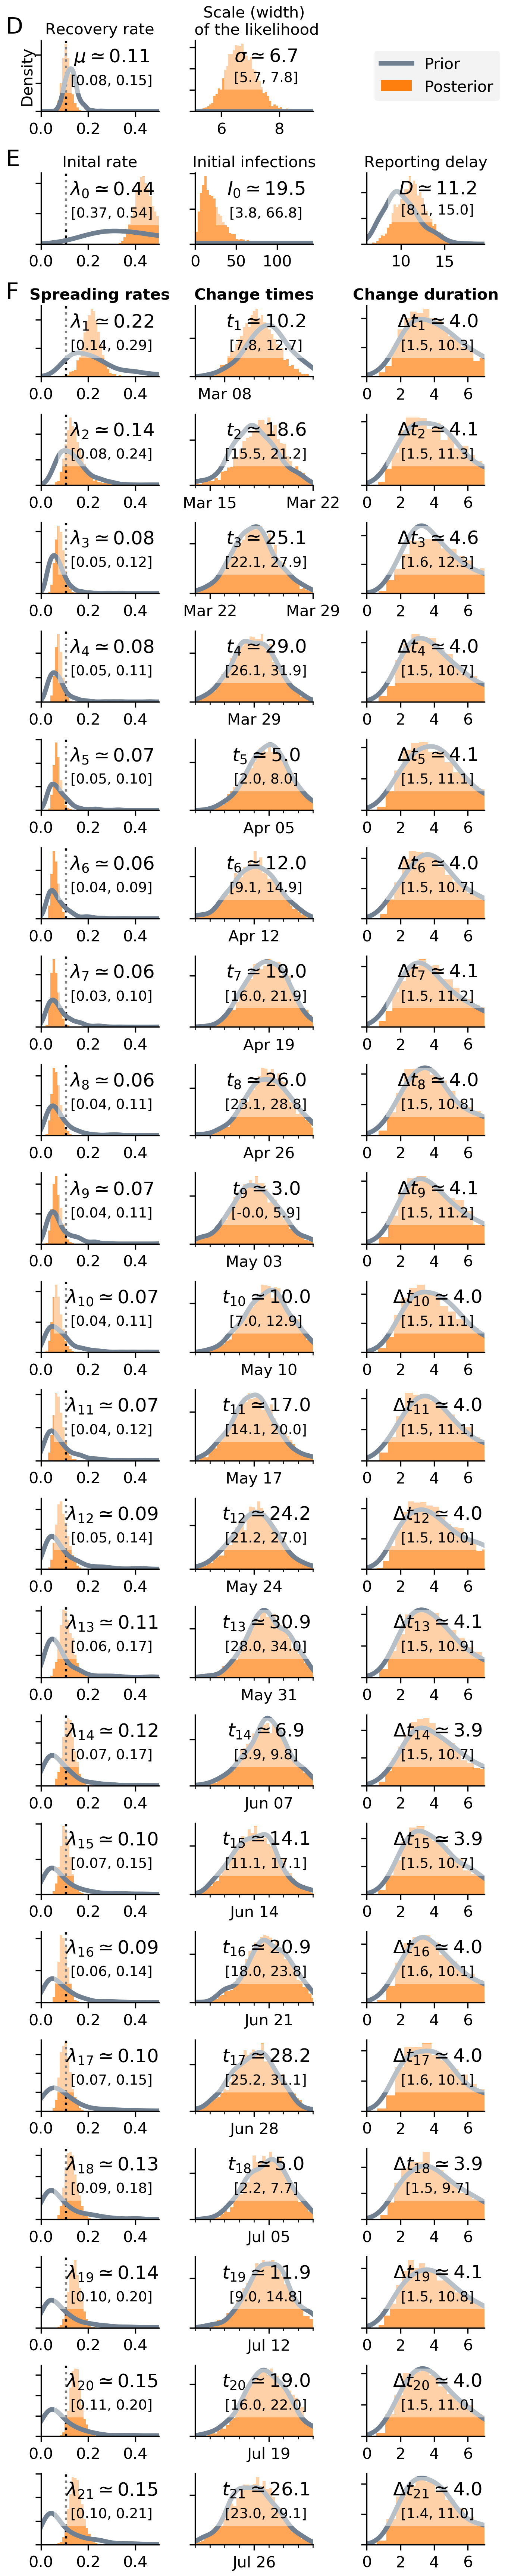 D
Recovery rate
Scale (width)
of the likelihood
Density
μ ≃ 0.11
[0.08, 0.15]
σ ≃ 6.7
[5.7, 7.8]
Prior
Posterior
0.0 0.2 0.4
6 8
E
Inital rate
Initial infections
Reporting delay
λ0 ≃ 0.44
[0.37, 0.54]
I0 ≃ 19.5
[3.8, 66.8]
D ≃ 11.2
[8.1, 15.0]
0.0 0.2 0.4
0 50 100
10 15
F
Spreading rates
Change times
Change duration
λ1 ≃ 0.22
[0.14, 0.29]
t1 ≃ 10.2
[7.8, 12.7]
Δt1 ≃ 4.0
[1.5, 10.3]
0.0 0.2 0.4
Mar 08
0 2 4 6
λ2 ≃ 0.14
[0.08, 0.24]
t2 ≃ 18.6
[15.5, 21.2]
Δt2 ≃ 4.1
[1.5, 11.3]
0.0 0.2 0.4
Mar 15 Mar 22
0 2 4 6
λ3 ≃ 0.08
[0.05, 0.12]
t3 ≃ 25.1
[22.1, 27.9]
Δt3 ≃ 4.6
[1.6, 12.3]
0.0 0.2 0.4
Mar 22 Mar 29
0 2 4 6
λ4 ≃ 0.08
[0.05, 0.11]
t4 ≃ 29.0
[26.1, 31.9]
Δt4 ≃ 4.0
[1.5, 10.7]
0.0 0.2 0.4
Mar 29
0 2 4 6
λ5 ≃ 0.07
[0.05, 0.10]
t5 ≃ 5.0
[2.0, 8.0]
Δt5 ≃ 4.1
[1.5, 11.1]
0.0 0.2 0.4
Apr 05
0 2 4 6
λ6 ≃ 0.06
[0.04, 0.09]
t6 ≃ 12.0
[9.1, 14.9]
Δt6 ≃ 4.0
[1.5, 10.7]
0.0 0.2 0.4
Apr 12
0 2 4 6
λ7 ≃ 0.06
[0.03, 0.10]
t7 ≃ 19.0
[16.0, 21.9]
Δt7 ≃ 4.1
[1.5, 11.2]
0.0 0.2 0.4
Apr 19
0 2 4 6
λ8 ≃ 0.06
[0.04, 0.11]
t8 ≃ 26.0
[23.1, 28.8]
Δt8 ≃ 4.0
[1.5, 10.8]
0.0 0.2 0.4
Apr 26
0 2 4 6
λ9 ≃ 0.07
[0.04, 0.11]
t9 ≃ 3.0
[-0.0, 5.9]
Δt9 ≃ 4.1
[1.5, 11.2]
0.0 0.2 0.4
May 03
0 2 4 6
λ10 ≃ 0.07
[0.04, 0.11]
t10 ≃ 10.0
[7.0, 12.9]
Δt10 ≃ 4.0
[1.5, 11.1]
0.0 0.2 0.4
May 10
0 2 4 6
λ11 ≃ 0.07
[0.04, 0.12]
t11 ≃ 17.0
[14.1, 20.0]
Δt11 ≃ 4.0
[1.5, 11.1]
0.0 0.2 0.4
May 17
0 2 4 6
λ12 ≃ 0.09
[0.05, 0.14]
t12 ≃ 24.2
[21.2, 27.0]
Δt12 ≃ 4.0
[1.5, 10.0]
0.0 0.2 0.4
May 24
0 2 4 6
λ13 ≃ 0.11
[0.06, 0.17]
t13 ≃ 30.9
[28.0, 34.0]
Δt13 ≃ 4.1
[1.5, 10.9]
0.0 0.2 0.4
May 31
0 2 4 6
λ14 ≃ 0.12
[0.07, 0.17]
t14 ≃ 6.9
[3.9, 9.8]
Δt14 ≃ 3.9
[1.5, 10.7]
0.0 0.2 0.4
Jun 07
0 2 4 6
λ15 ≃ 0.10
[0.07, 0.15]
t15 ≃ 14.1
[11.1, 17.1]
Δt15 ≃ 3.9
[1.5, 10.7]
0.0 0.2 0.4
Jun 14
0 2 4 6
λ16 ≃ 0.09
[0.06, 0.14]
t16 ≃ 20.9
[18.0, 23.8]
Δt16 ≃ 4.0
[1.6, 10.1]
0.0 0.2 0.4
Jun 21
0 2 4 6
λ17 ≃ 0.10
[0.07, 0.15]
t17 ≃ 28.2
[25.2, 31.1]
Δt17 ≃ 4.0
[1.6, 10.1]
0.0 0.2 0.4
Jun 28
0 2 4 6
λ18 ≃ 0.13
[0.09, 0.18]
t18 ≃ 5.0
[2.2, 7.7]
Δt18 ≃ 3.9
[1.5, 9.7]
0.0 0.2 0.4
Jul 05
0 2 4 6
λ19 ≃ 0.14
[0.10, 0.20]
t19 ≃ 11.9
[9.0, 14.8]
Δt19 ≃ 4.1
[1.5, 10.8]
0.0 0.2 0.4
Jul 12
0 2 4 6
λ20 ≃ 0.15
[0.11, 0.20]
t20 ≃ 19.0
[16.0, 22.0]
Δt20 ≃ 4.0
[1.5, 11.0]
0.0 0.2 0.4
Jul 19
0 2 4 6
λ21 ≃ 0.15
[0.10, 0.21]
t21 ≃ 26.1
[23.0, 29.1]
Δt21 ≃ 4.0
[1.4, 11.0]
0.0 0.2 0.4
Jul 26
0 2 4 6